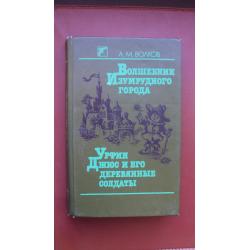 А. М. ВОЛКОВ
ВОЛШЕБНИК
ИЗУМРУДНОГО
ГОРОДА
УРФИН
ДЖЮС И ЕГО
ДЕРЕВЯННЫЕ
СОЛДАТЫ